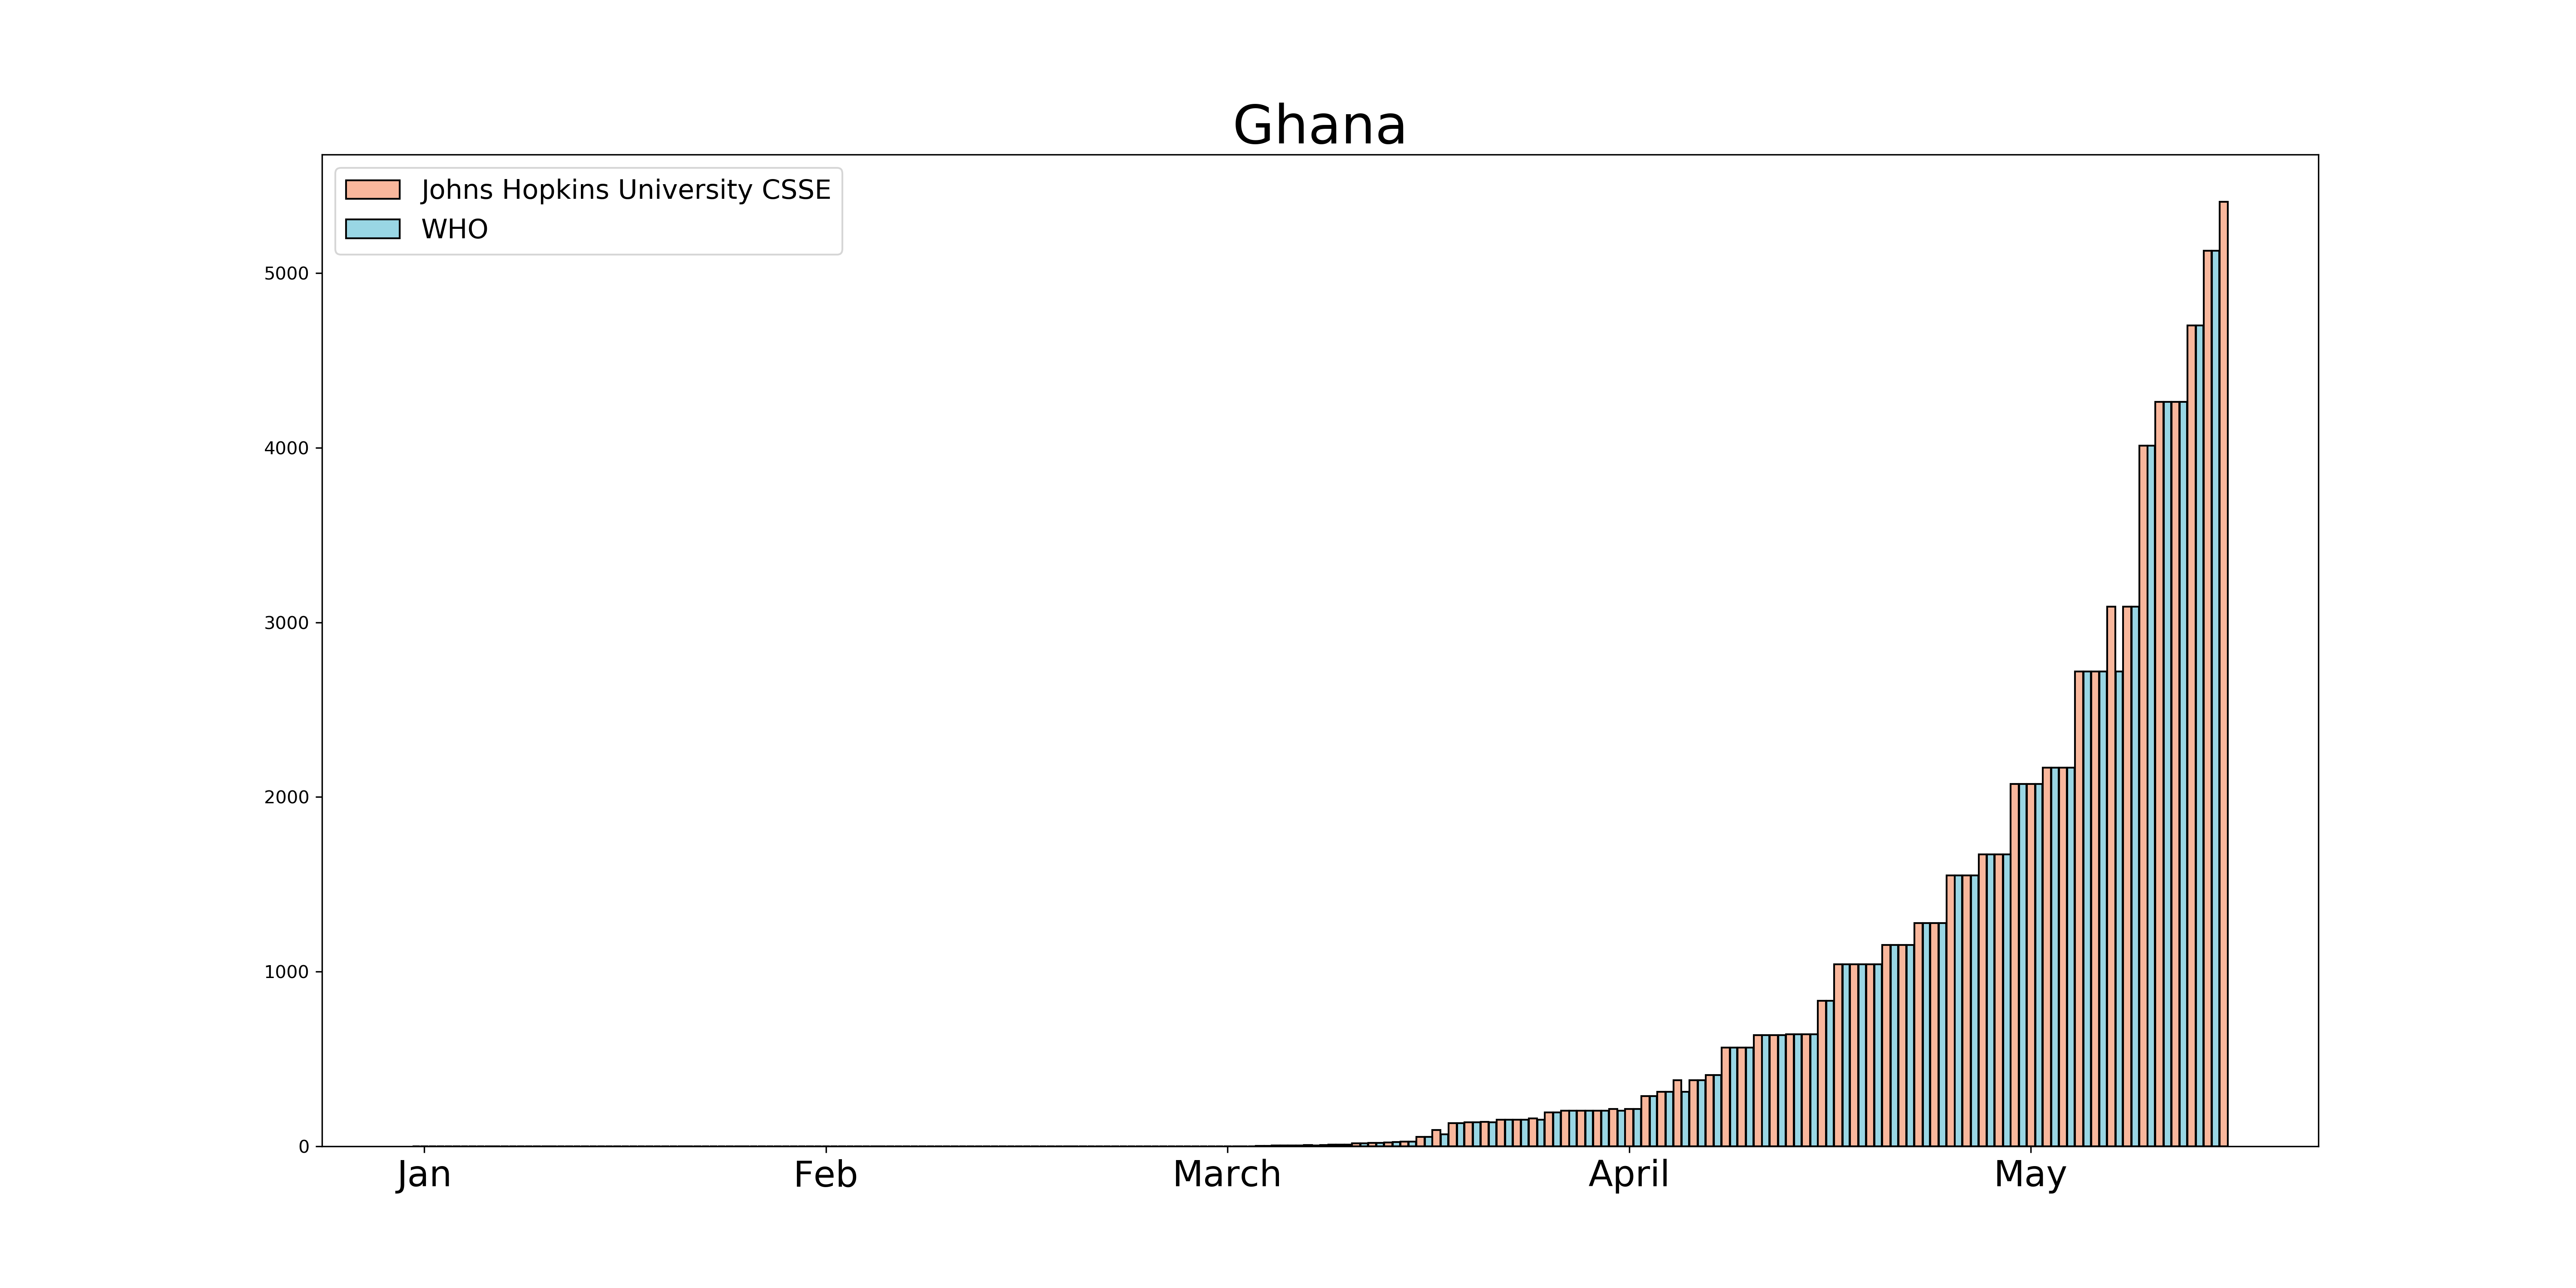 Ghana
Johns Hopkins University CSSE
WHO
5000
4000
3000
2000
1000
0
Jan Feb March April May